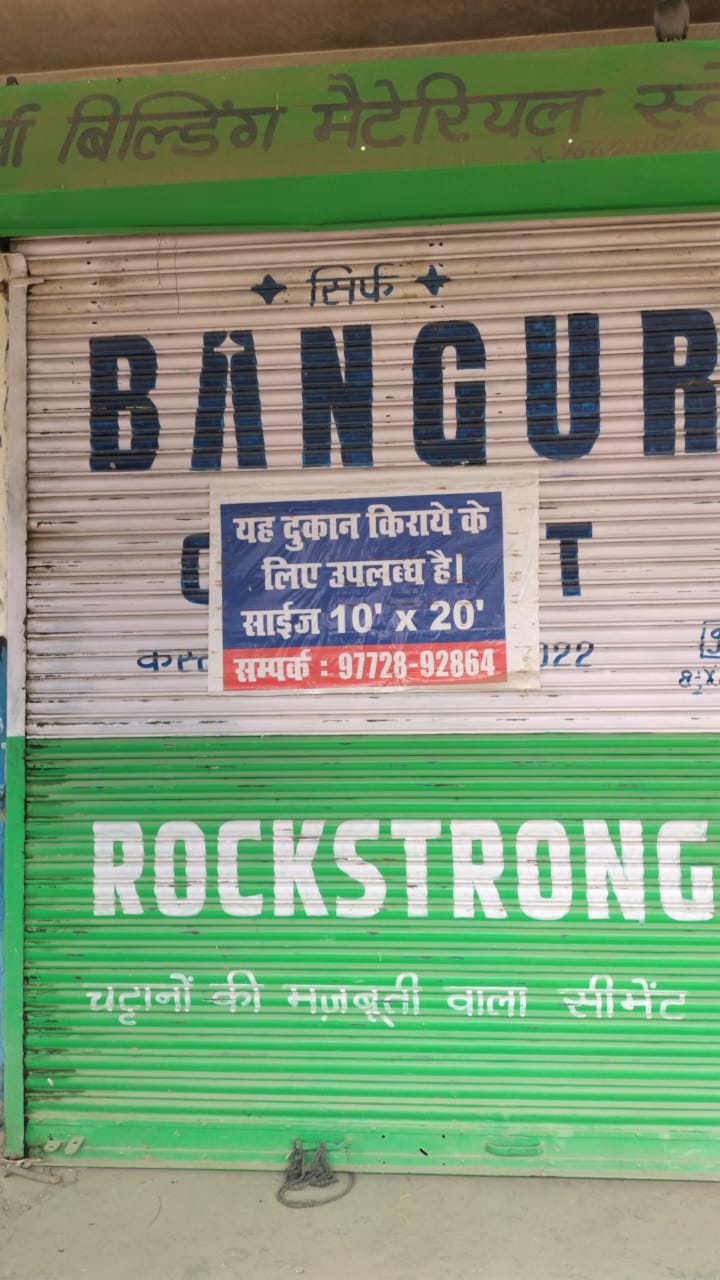 बिल्डिंग मैटेरियल
सिर्फ
BANGUR
यह दुकान किराये के
लिए उपलब्ध है।
साईज 10' x 20'
सम्पर्क : 97728-92864
ROCKSTRONG
चट्टानों की मज़बूती वाला सीमेंट